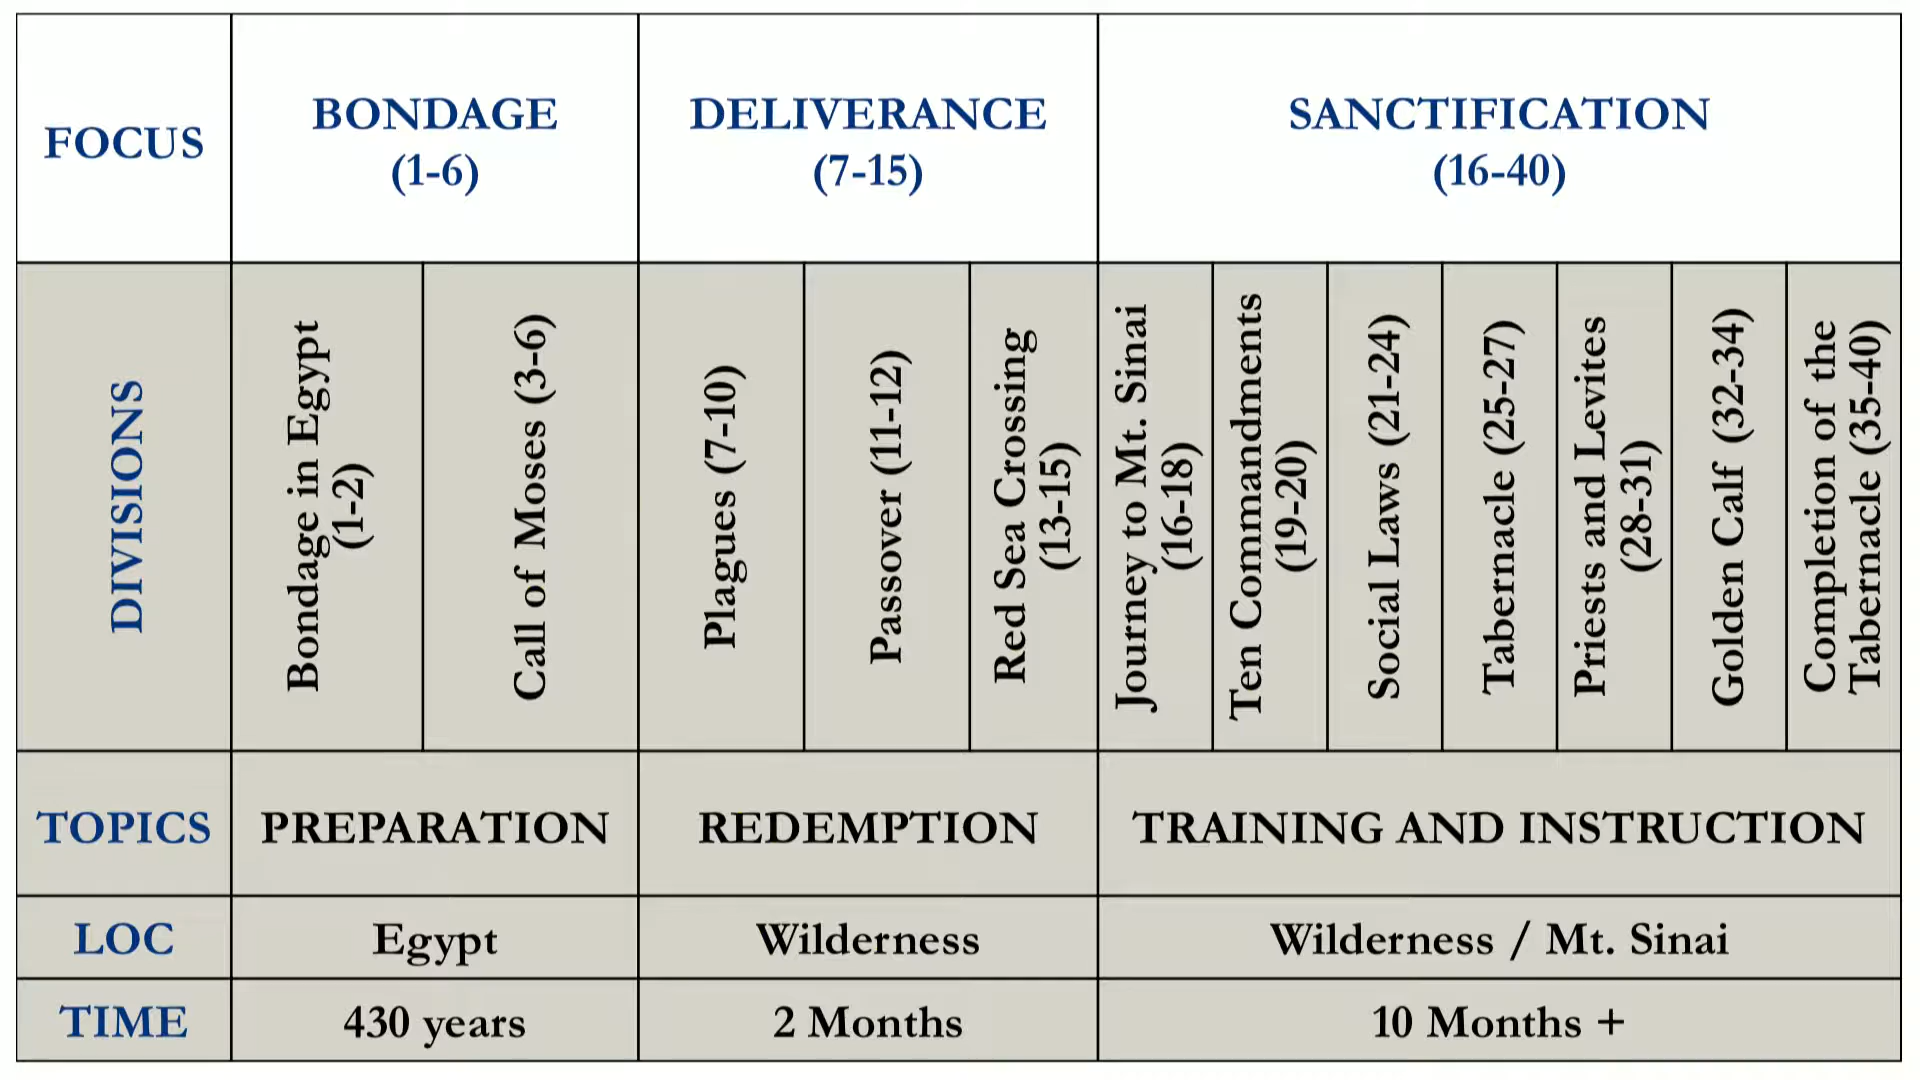 FOCUS
BONDAGE
(1-6)
DELIVERANCE
(7-15)
SANCTIFICATION
(16-40)
DIVISIONS
Bondage in Egypt
(1-2)
Call of Moses (3-6)
Plagues (7-10)
Passover (11-12)
Red Sea Crossing
(13-15)
Journey to Mt. Sinai
(16-18)
Ten Commandments
(19-20)
Social Laws (21-24)
Tabernacle (25-27)
Priests and Levites
(28-31)
Golden Calf (32-34)
Completion of the
Tabernacle (35-40)
TOPICS
PREPARATION
REDEMPTION
TRAINING AND INSTRUCTION
LOC
Egypt
Wilderness
Wilderness / Mt. Sinai
TIME
430 years
2 Months
10 Months +